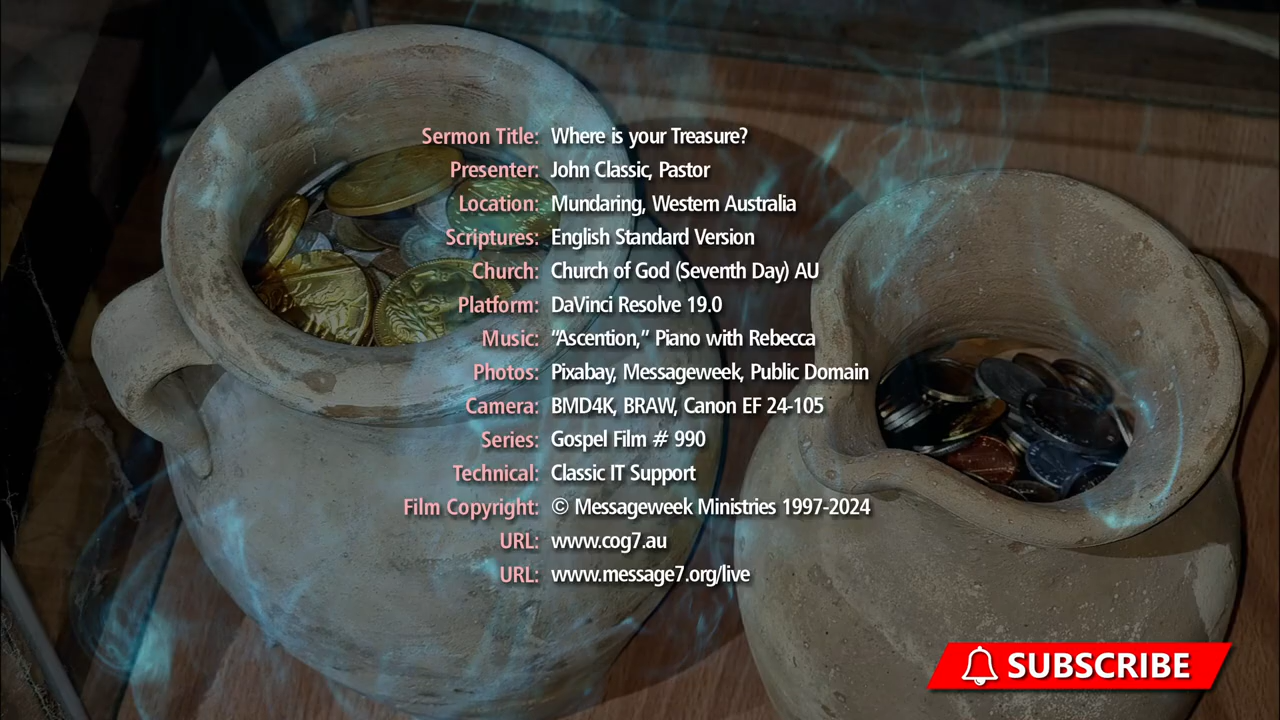 Sermon Title: Where is your Treasure?
Presenter: John Classic, Pastor
Location: Mundaring, Western Australia
Scriptures: English Standard Version
Church: Church of God (Seventh Day) AU
Platform: DaVinci Resolve 19.0
Music: “Ascention,” Piano with Rebecca
Photos: Pixabay, Messageweek, Public Domain
Camera: BMD4K, BRAW, Canon EF 24-105
Series: Gospel Film # 990
Technical: Classic IT Support
Film Copyright: © Messageweek Ministries 1997-2024
URL: www.cog7.au
URL: www.message7.org/live
SUBSCRIBE